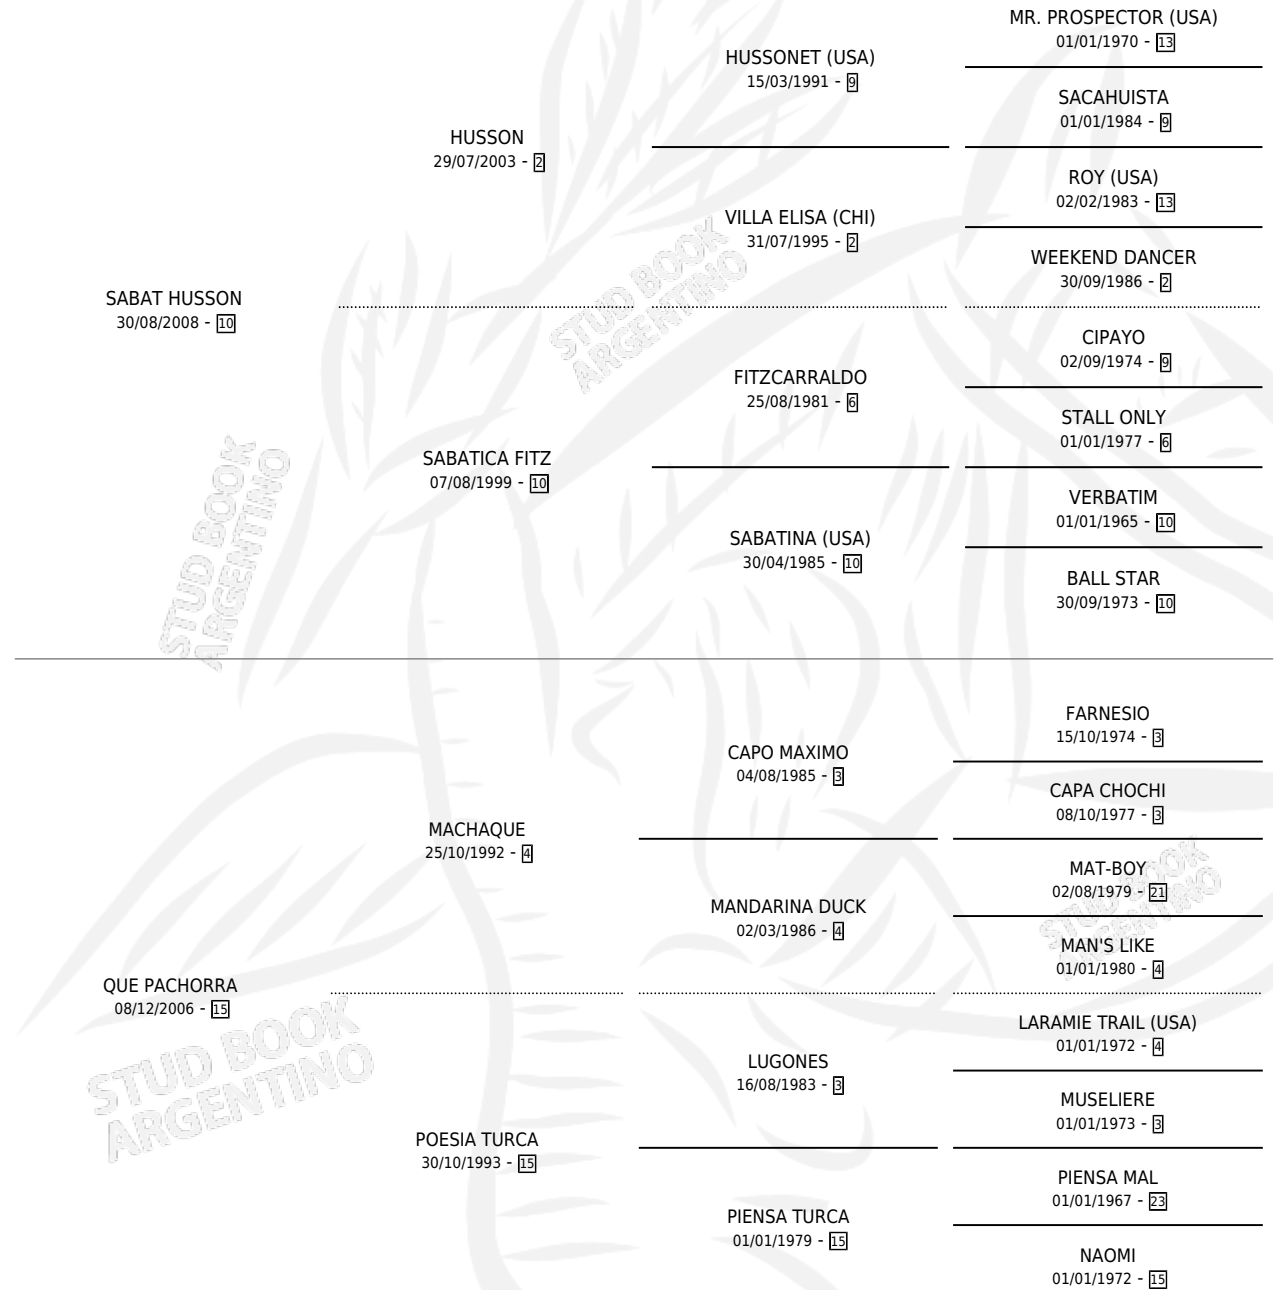 MR. PROSPECTOR (USA)
01/01/1970 - 13
HUSSONET (USA)
15/03/1991 - 9
SACAHUISTA
01/01/1984 - 9
HUSSON
29/07/2003 - 2
ROY (USA)
02/02/1983 - 13
VILLA ELISA (CHI)
31/07/1995 - 2
WEEKEND DANCER
30/09/1986 - 2
SABAT HUSSON
30/08/2008 - 10
CIPAYO
02/09/1974 - 9
FITZCARRALDO
25/08/1981 - 6
STALL ONLY
01/01/1977 - 6
SABATICA FITZ
07/08/1999 - 10
VERBATIM
01/01/1965 - 10
SABATINA (USA)
30/04/1985 - 10
BALL STAR
30/09/1973 - 10
FARNESIO
15/10/1974 - 3
CAPO MAXIMO
04/08/1985 - 3
CAPA CHOCHI
08/10/1977 - 3
MACHAQUE
25/10/1992 - 4
MAT-BOY
02/08/1979 - 21
MANDARINA DUCK
02/03/1986 - 4
MAN'S LIKE
01/01/1980 - 4
QUE PACHORRA
08/12/2006 - 15
LARAMIE TRAIL (USA)
01/01/1972 - 4
LUGONES
16/08/1983 - 3
MUSELIERE
01/01/1973 - 3
POESIA TURCA
30/10/1993 - 15
PIENSA MAL
01/01/1967 - 23
PIENSA TURCA
01/01/1979 - 15
NAOMI
01/01/1972 - 15
STUD BOOK
ARGENTINO
STUD BOOK
ARGENTINO
STUD BOOK
ARGENTINO
STUD BOOK
ARGENTINO